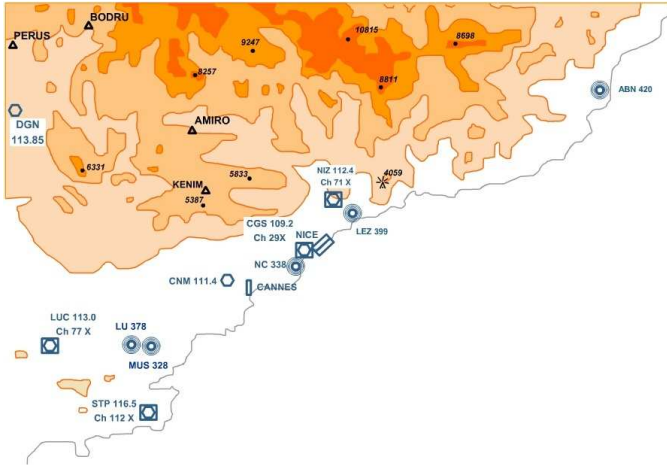 BODRU
PERUS
10815
8698
9247
8257
8811
ABN 420
DGN
113.85
AMIRO
6331
5833
NIZ 112.4
Ch 71 X
4059
KENIM
5387
CGS 109.2
Ch 29X
NICE
LEZ 399
NC 338
CNM 111.4
CANNES
LUC 113.0
Ch 77 X
LU 378
MUS 328
STP 116.5
Ch 112 X